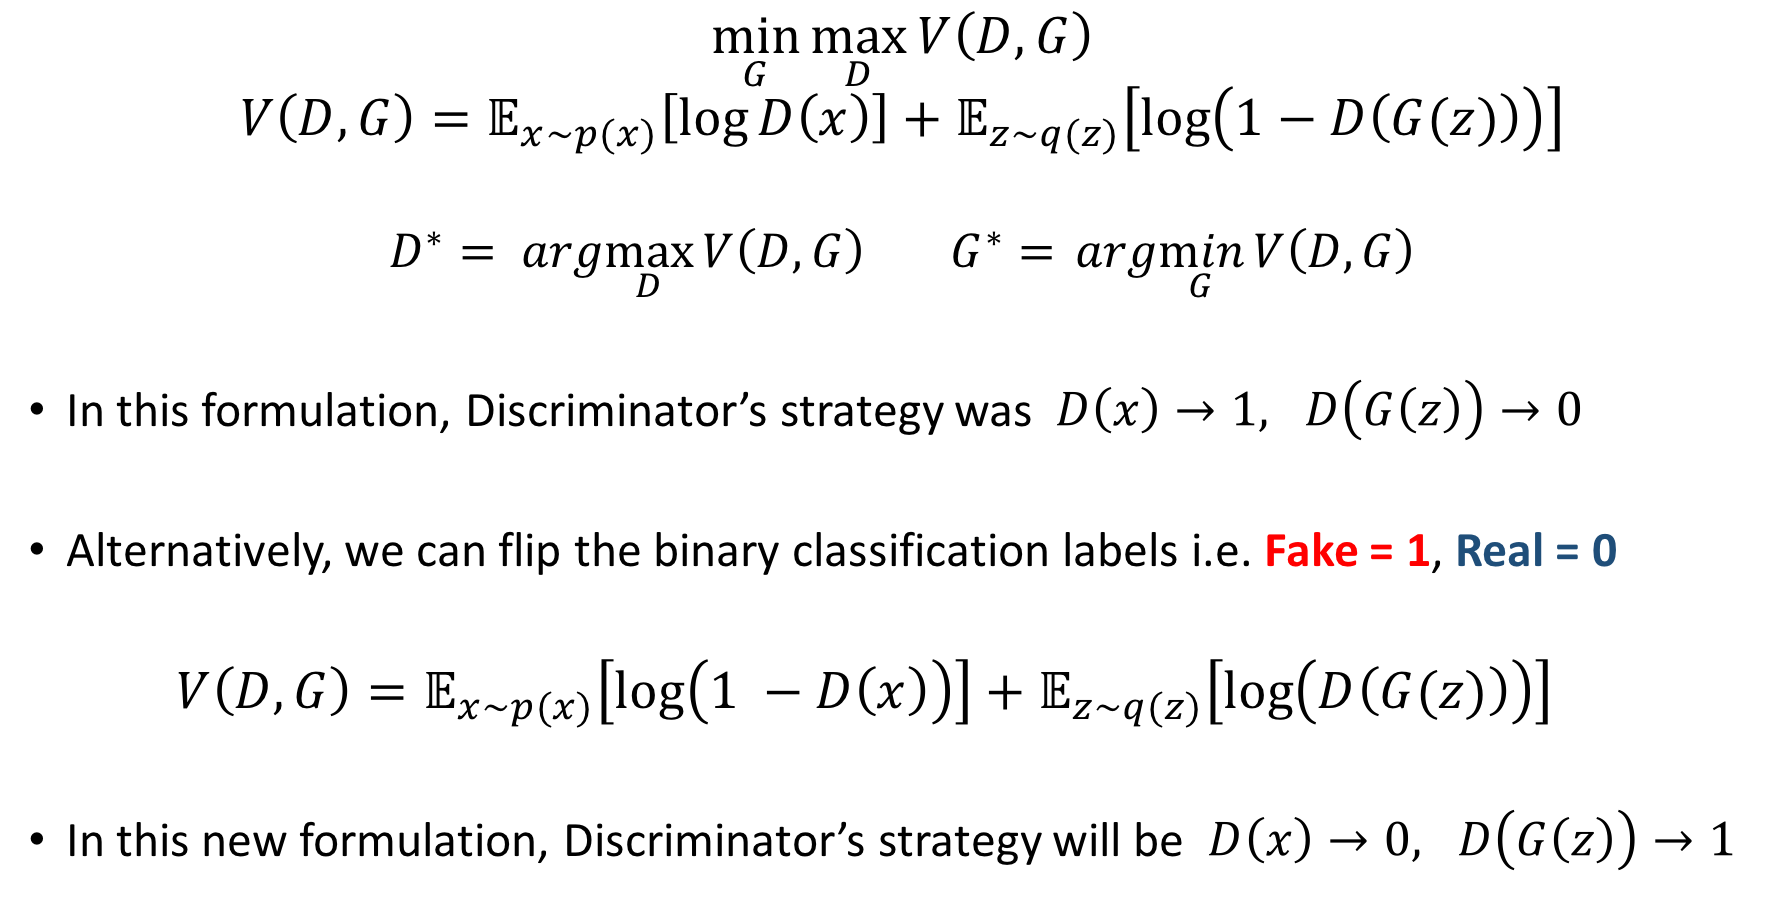 min max V(D, G)
G D
V(D, G) = 𝔼x~p(x)[log D(x)] + 𝔼z~q(z)[log(1 − D(G(z)))]
D* = argmax V(D, G) G* = argmin V(D, G)
D G
• In this formulation, Discriminator’s strategy was D(x) → 1, D(G(z)) → 0
• Alternatively, we can flip the binary classification labels i.e. Fake = 1, Real = 0
V(D, G) = 𝔼x~p(x)[log(1 − D(x))] + 𝔼z~q(z)[log(D(G(z)))]
• In this new formulation, Discriminator’s strategy will be D(x) → 0, D(G(z)) → 1